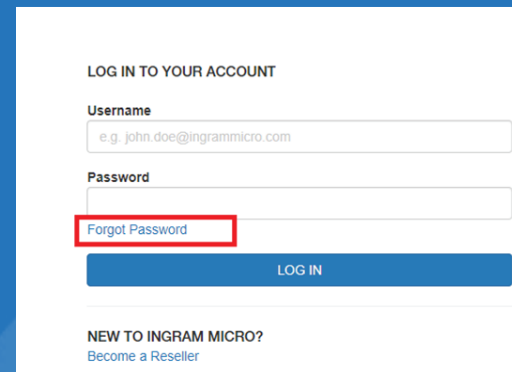 LOG IN TO YOUR ACCOUNT
Username
e.g. john.doe@ingrammicro.com
Password
Forgot Password
LOG IN
NEW TO INGRAM MICRO?
Become a Reseller